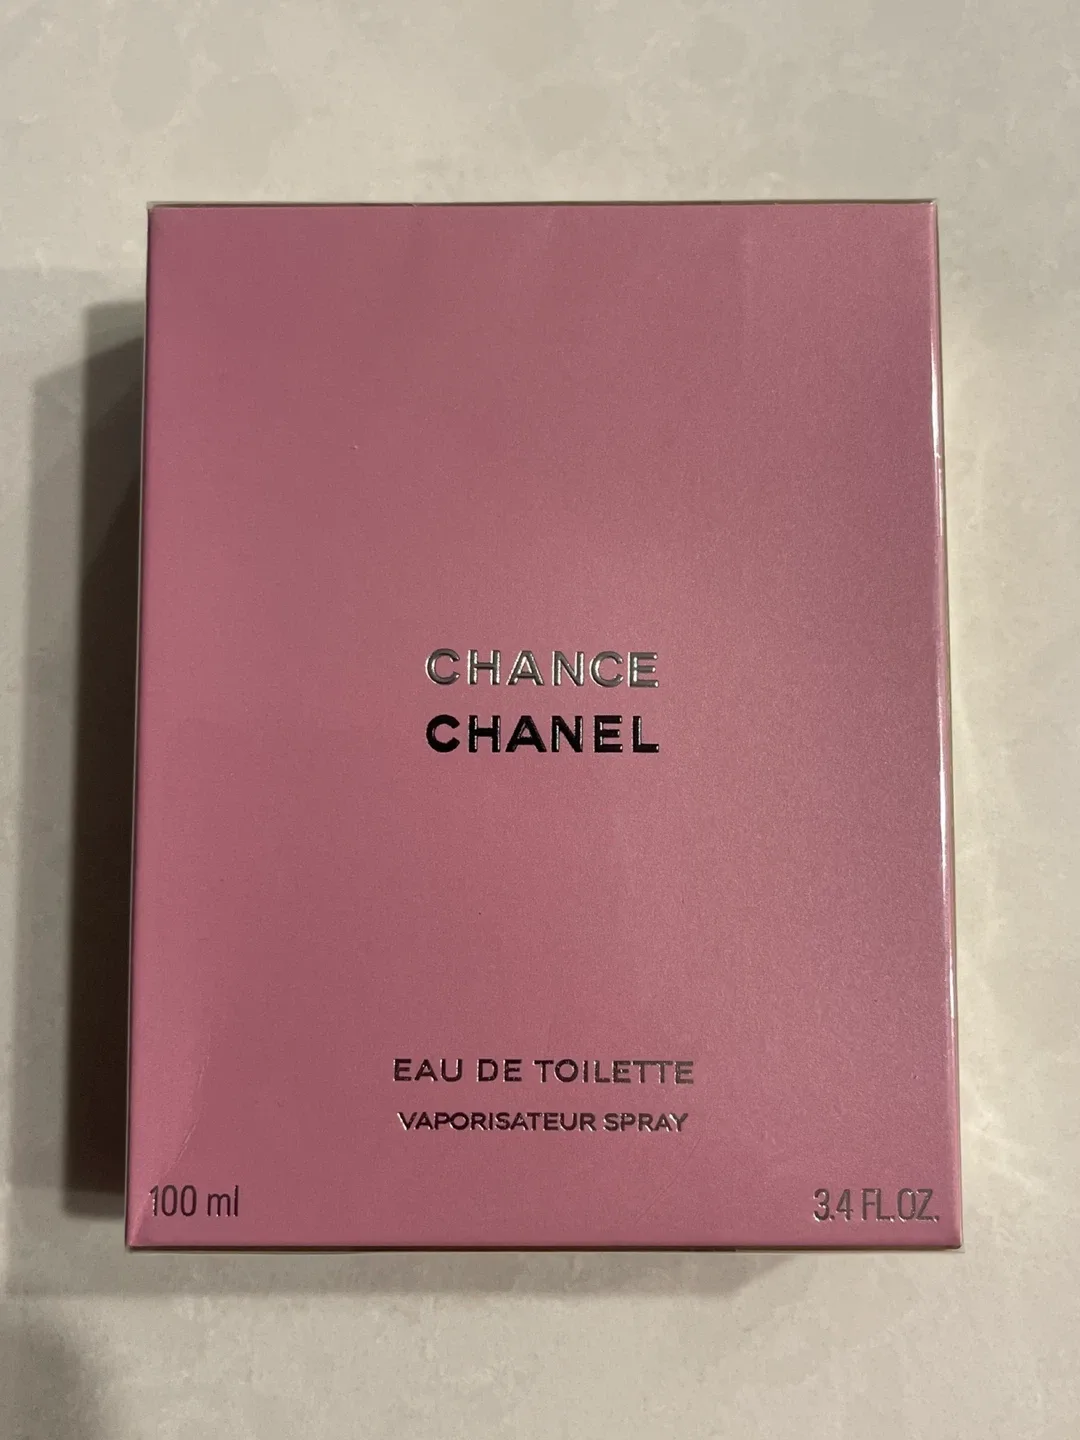 CHANCE
CHANEL
EAU DE TOILETTE
VAPORISATEUR SPRAY
100 ml
3.4 FL.OZ.